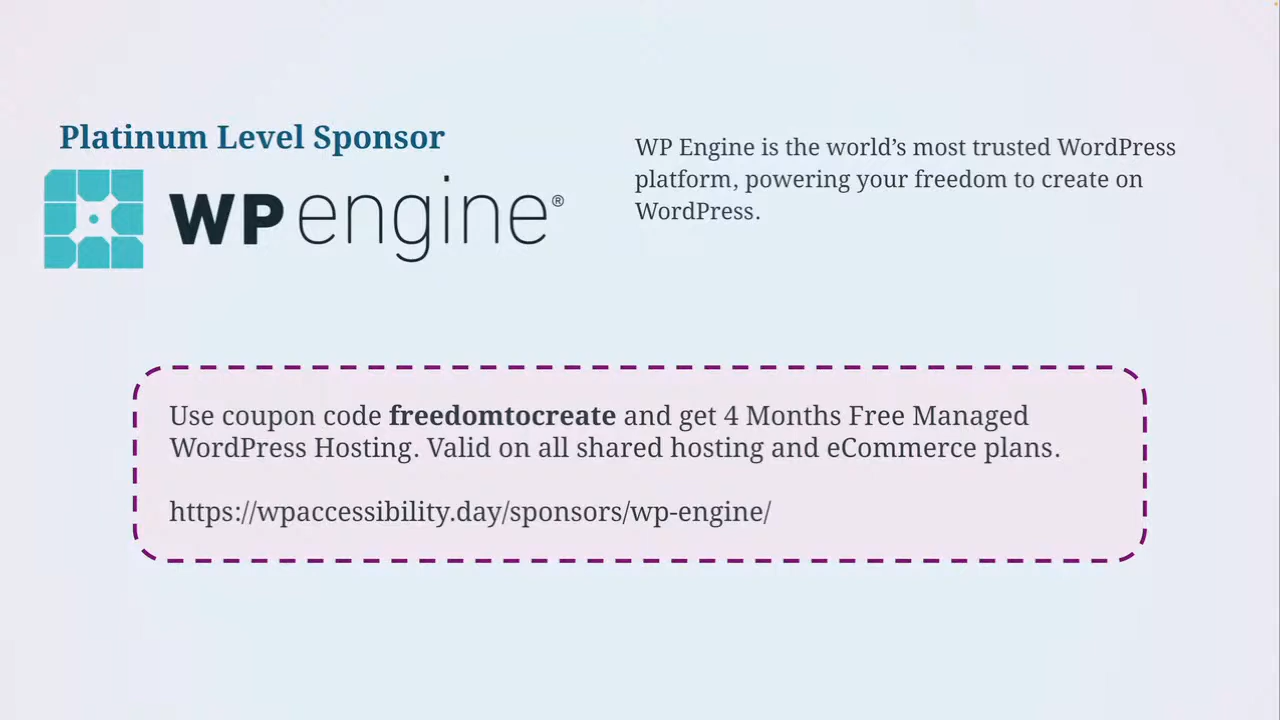 Platinum Level Sponsor
WP engine®
WP Engine is the world’s most trusted WordPress
platform, powering your freedom to create on
WordPress.
Use coupon code freedomtocreate and get 4 Months Free Managed
WordPress Hosting. Valid on all shared hosting and eCommerce plans.
https://wpaccessibility.day/sponsors/wp-engine/